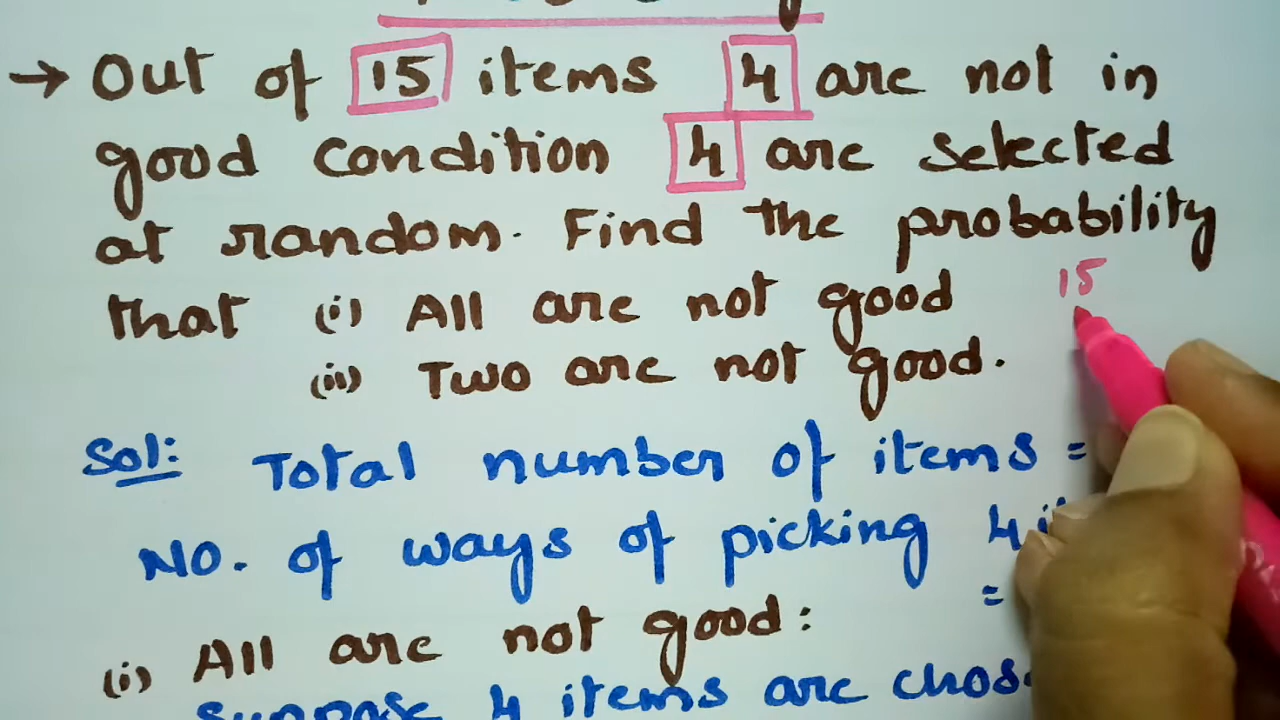 → Out of 15 items 4 are not in
good condition 4 are selected
at random. Find the probability
that (i) All are not good
15
(ii) Two are not good.
Sol: Total number of items =
No. of ways of picking 4
=
(i) All are not good:
Suppose 4 items are